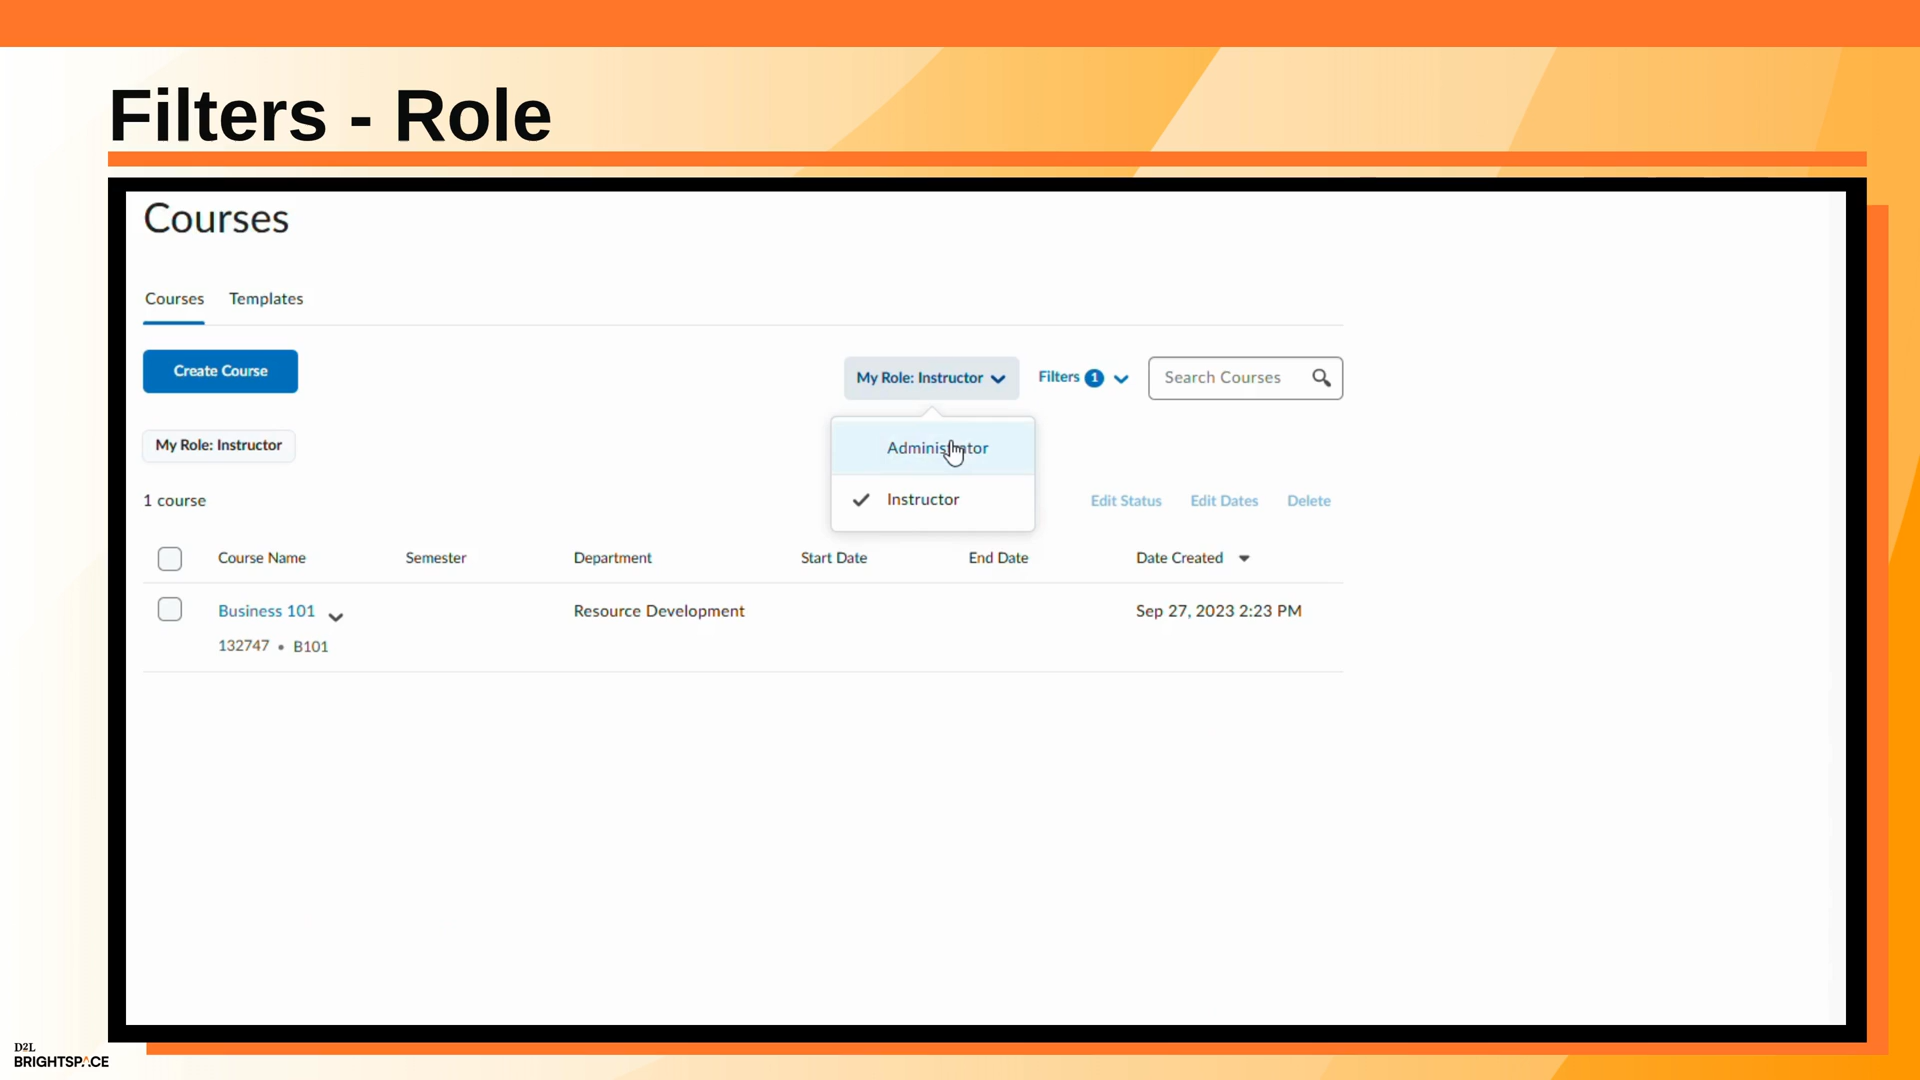 Filters - Role
Courses
Courses Templates
Create Course
My Role: Instructor Filters 1 Search Courses
Administrator
My Role: Instructor
Instructor
1 course Edit Status Edit Dates Delete
Course Name Semester Department Start Date End Date Date Created
Business 101 Resource Development Sep 27, 2023 2:23 PM
132747 • B101
D2L
BRIGHTSPACE